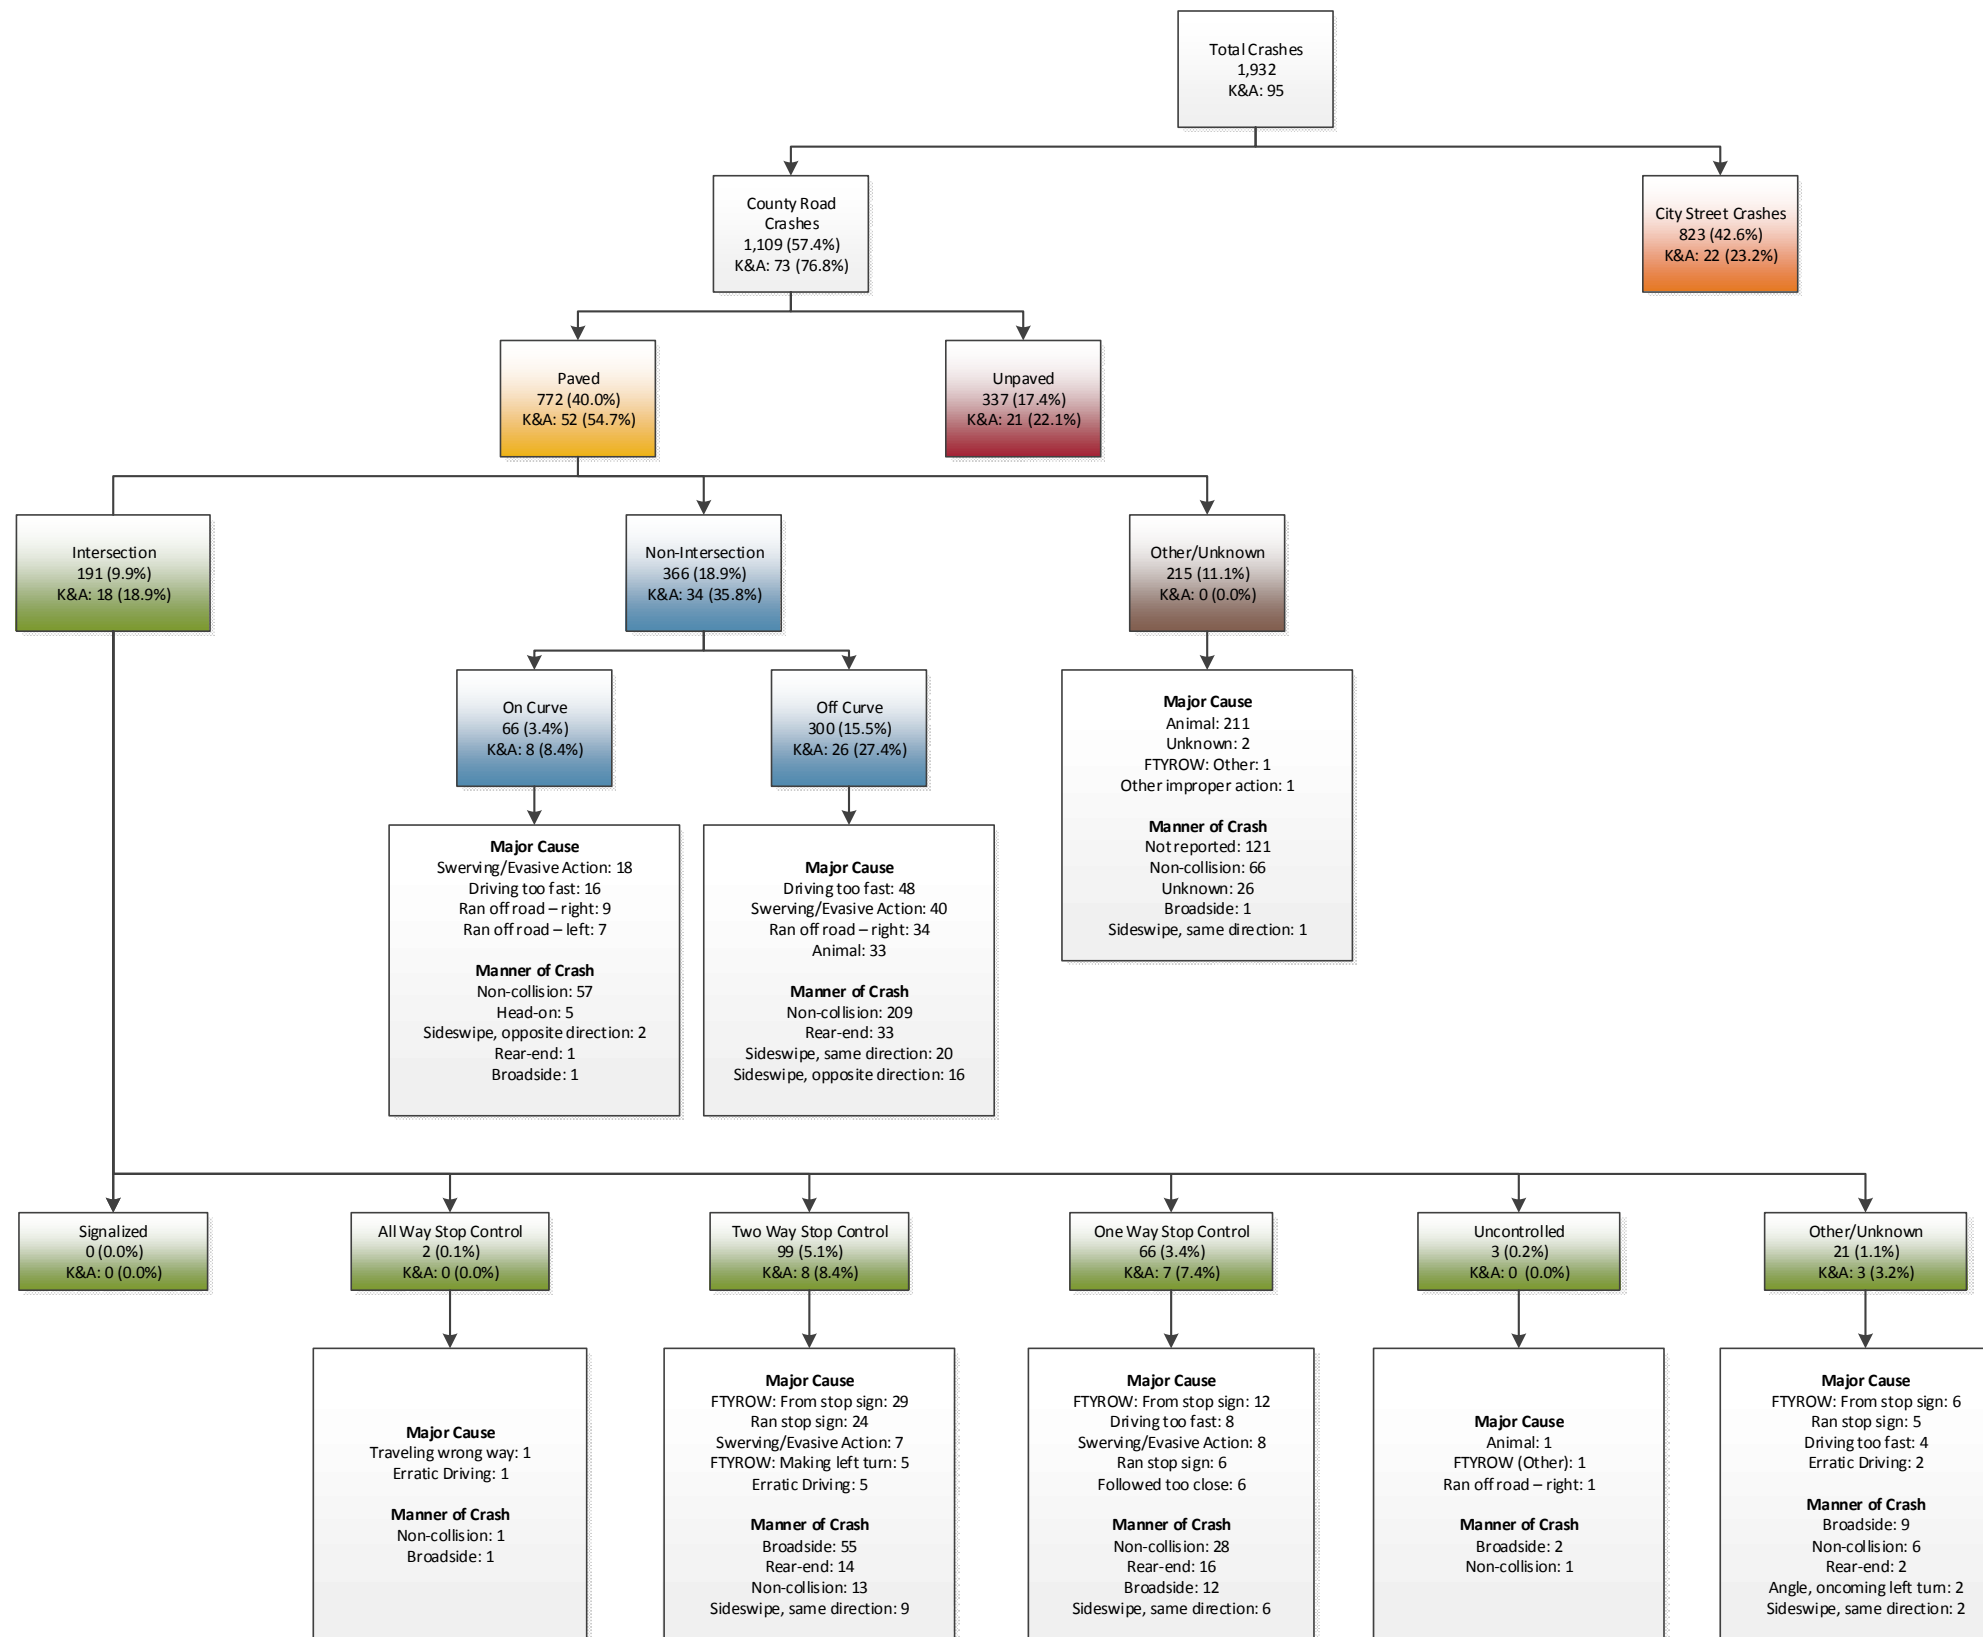 Total Crashes
1,932
K&A: 95
County Road
Crashes
1,109 (57.4%)
K&A: 73 (76.8%)
City Street Crashes
823 (42.6%)
K&A: 22 (23.2%)
Paved
772 (40.0%)
K&A: 52 (54.7%)
Unpaved
337 (17.4%)
K&A: 21 (22.1%)
Intersection
191 (9.9%)
K&A: 18 (18.9%)
Non-Intersection
366 (18.9%)
K&A: 34 (35.8%)
Other/Unknown
215 (11.1%)
K&A: 0 (0.0%)
On Curve
66 (3.4%)
K&A: 8 (8.4%)
Off Curve
300 (15.5%)
K&A: 26 (27.4%)
Major Cause
Animal: 211
Unknown: 2
FTYROW: Other: 1
Other improper action: 1
Manner of Crash
Not reported: 121
Non-collision: 66
Unknown: 26
Broadside: 1
Sideswipe, same direction: 1
Major Cause
Swerving/Evasive Action: 18
Driving too fast: 16
Ran off road – right: 9
Ran off road – left: 7
Manner of Crash
Non-collision: 57
Head-on: 5
Sideswipe, opposite direction: 2
Rear-end: 1
Broadside: 1
Major Cause
Driving too fast: 48
Swerving/Evasive Action: 40
Ran off road – right: 34
Animal: 33
Manner of Crash
Non-collision: 209
Rear-end: 33
Sideswipe, same direction: 20
Sideswipe, opposite direction: 16
Signalized
0 (0.0%)
K&A: 0 (0.0%)
All Way Stop Control
2 (0.1%)
K&A: 0 (0.0%)
Two Way Stop Control
99 (5.1%)
K&A: 8 (8.4%)
One Way Stop Control
66 (3.4%)
K&A: 7 (7.4%)
Uncontrolled
3 (0.2%)
K&A: 0 (0.0%)
Other/Unknown
21 (1.1%)
K&A: 3 (3.2%)
Major Cause
Traveling wrong way: 1
Erratic Driving: 1
Manner of Crash
Non-collision: 1
Broadside: 1
Major Cause
FTYROW: From stop sign: 29
Ran stop sign: 24
Swerving/Evasive Action: 7
FTYROW: Making left turn: 5
Erratic Driving: 5
Manner of Crash
Broadside: 55
Rear-end: 14
Non-collision: 13
Sideswipe, same direction: 9
Major Cause
FTYROW: From stop sign: 12
Driving too fast: 8
Swerving/Evasive Action: 8
Ran stop sign: 6
Followed too close: 6
Manner of Crash
Non-collision: 28
Rear-end: 16
Broadside: 12
Sideswipe, same direction: 6
Major Cause
Animal: 1
FTYROW (Other): 1
Ran off road – right: 1
Manner of Crash
Broadside: 2
Non-collision: 1
Major Cause
FTYROW: From stop sign: 6
Ran stop sign: 5
Driving too fast: 4
Erratic Driving: 2
Manner of Crash
Broadside: 9
Non-collision: 6
Rear-end: 2
Angle, oncoming left turn: 2
Sideswipe, same direction: 2